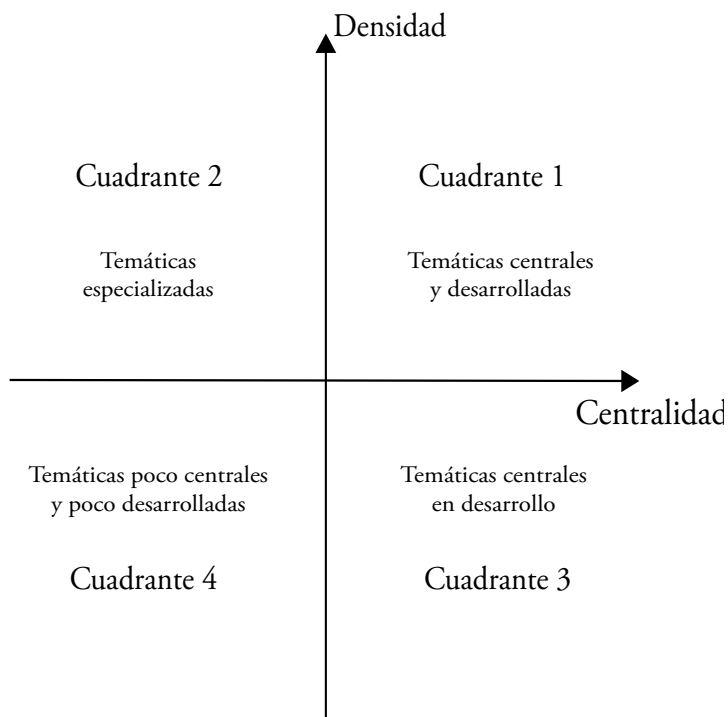 Densidad
Cuadrante 2
Cuadrante 1
Temáticas
especializadas
Temáticas centrales
y desarrolladas
Centralidad
Temáticas poco centrales
y poco desarrolladas
Temáticas centrales
en desarrollo
Cuadrante 4
Cuadrante 3